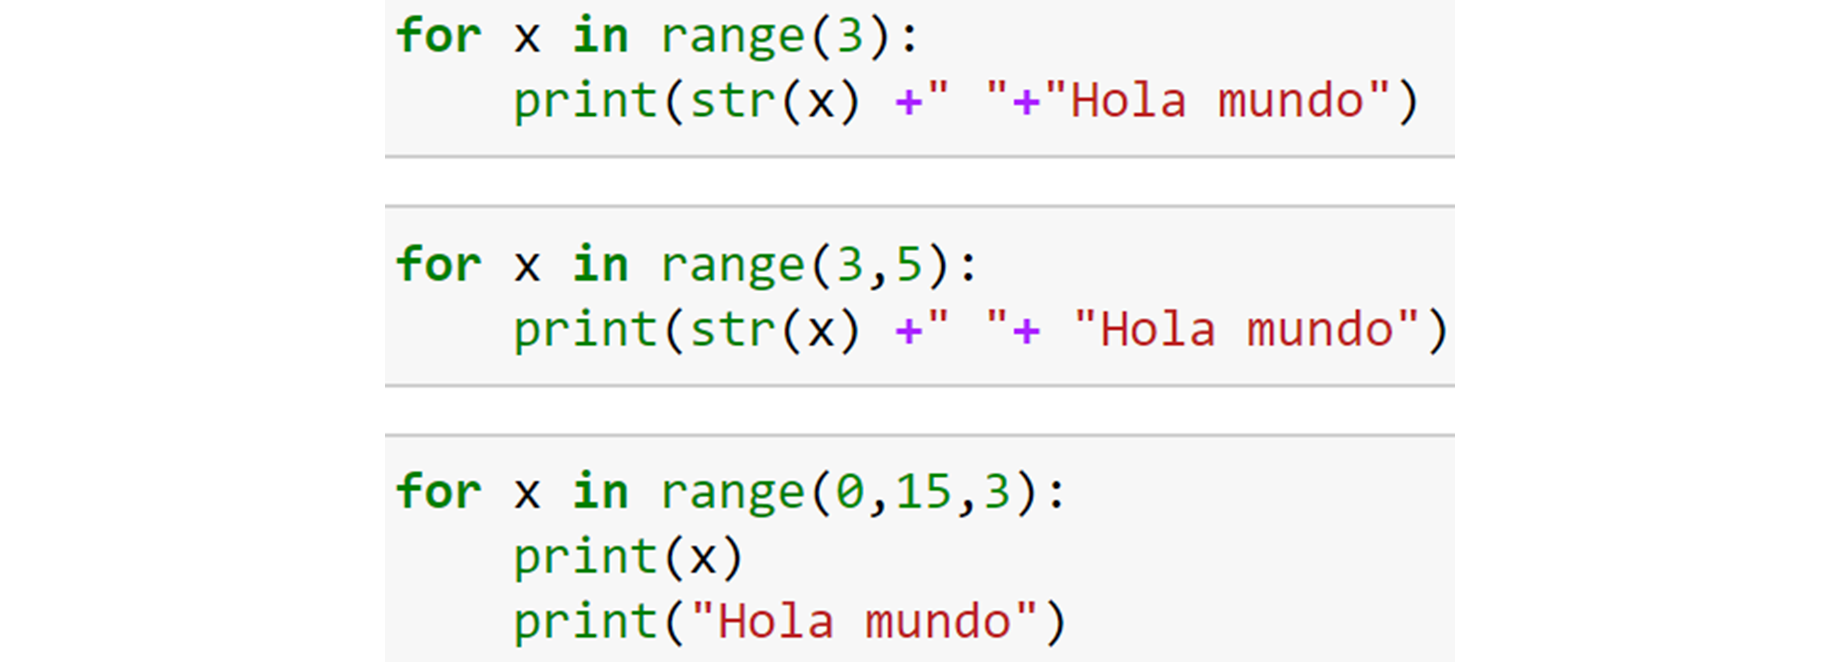 for x in range(3):
    print(str(x) +" "+"Hola mundo")
for x in range(3,5):
    print(str(x) +" "+ "Hola mundo")
for x in range(0,15,3):
    print(x)
    print("Hola mundo")